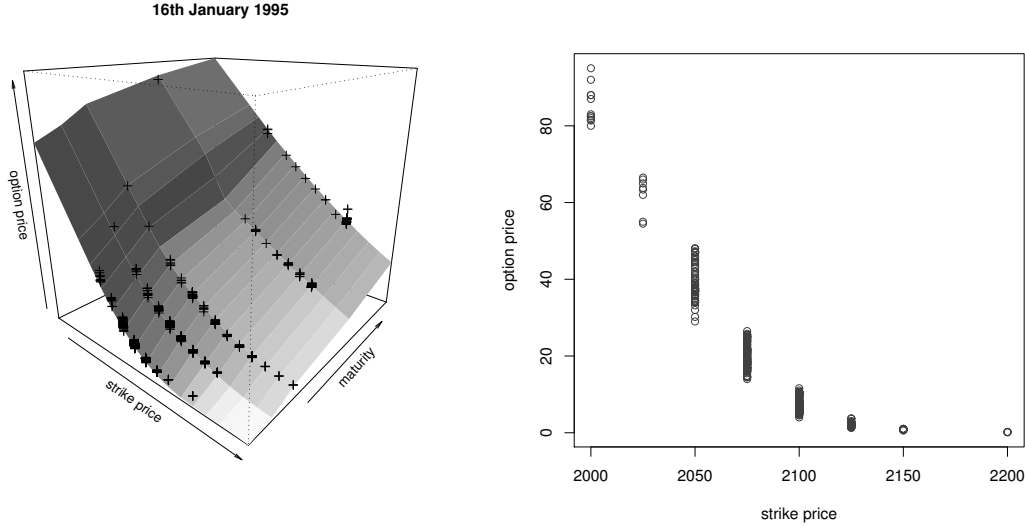 16th January 1995
option price
strike price
maturity
option price
80
60
40
20
0
2000 2050 2100 2150 2200
strike price